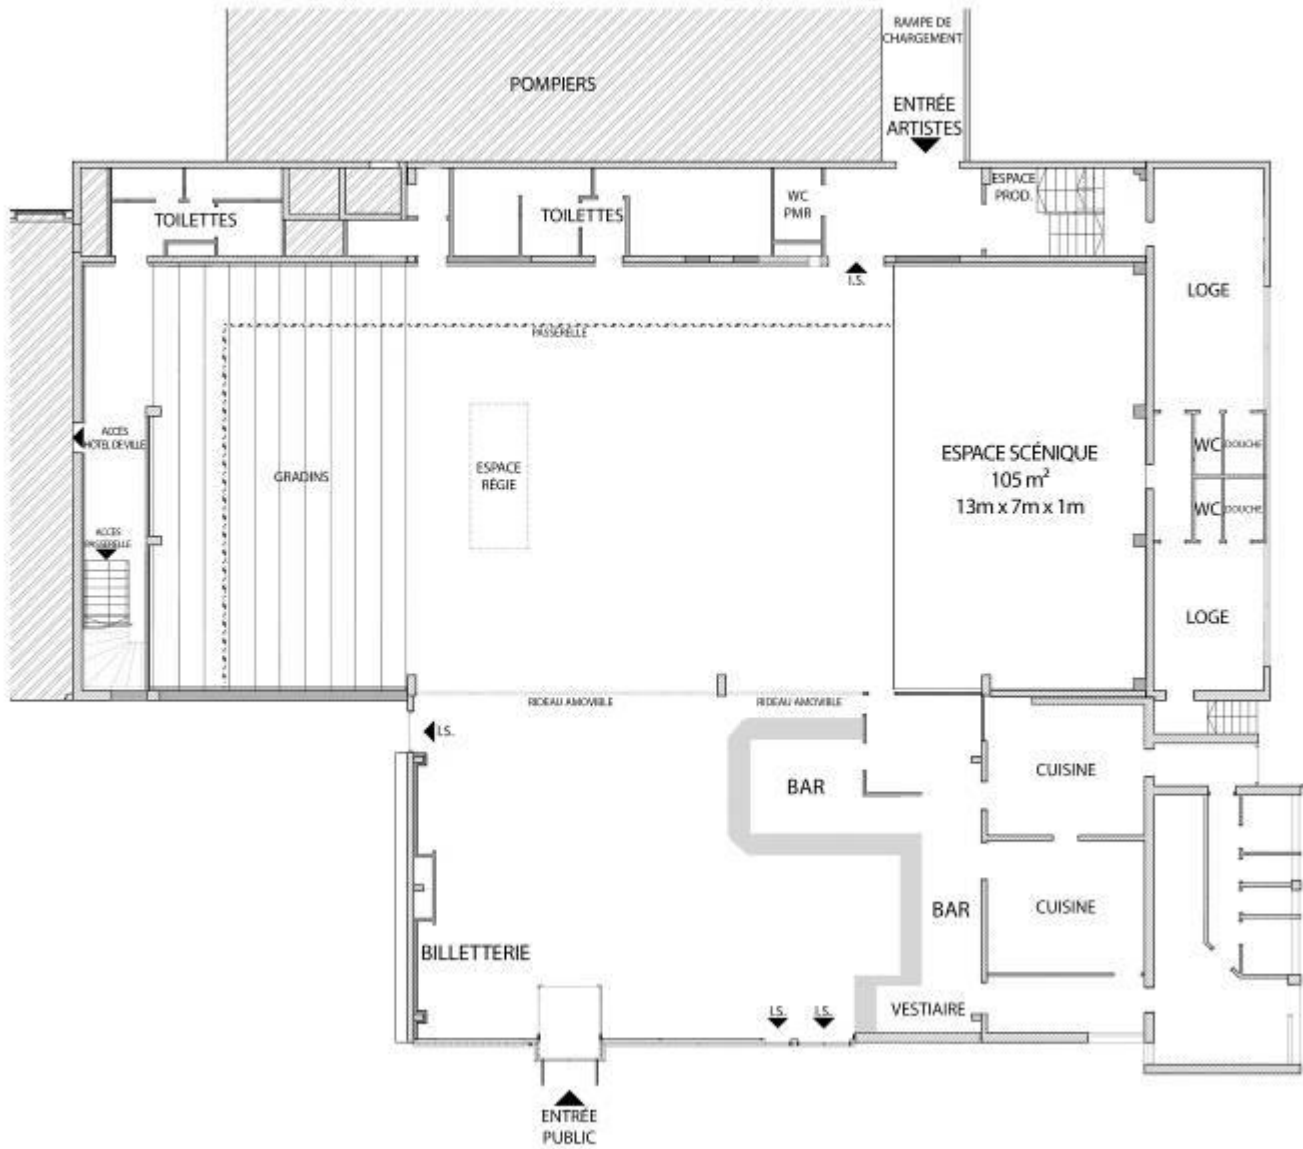 RAMPE DE
CHARGEMENT
POMPIERS
ENTRÉE
ARTISTES
ESPACE
PROD.
WC
PMR
TOILETTES
TOILETTES
I.S.
LOGE
PASSERELLE
ACCES
HOTEL DE VILLE
GRADINS
ESPACE
RÉGIE
ESPACE SCÉNIQUE
105 m²
13m x 7m x 1m
WC
DOUCHE
WC
DOUCHE
ACCES
PASSERELLE
LOGE
RIDEAU AMOVIBLE
RIDEAU AMOVIBLE
I.S.
BAR
CUISINE
BAR
CUISINE
BILLETTERIE
VESTIAIRE
I.S.
I.S.
ENTRÉE
PUBLIC